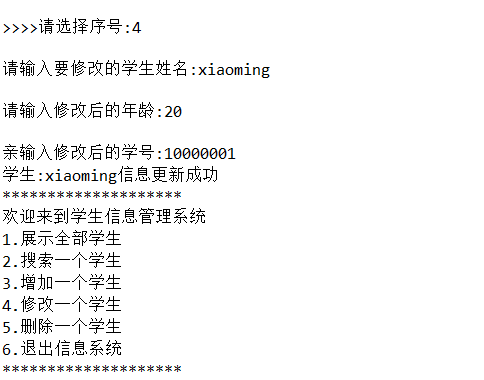 >>>>请选择序号:4
请输入要修改的学生姓名:xiaoming
请输入修改后的年龄:20
亲输入修改后的学号:10000001
学生:xiaoming信息更新成功
********************
欢迎来到学生信息管理系统
1.展示全部学生
2.搜索一个学生
3.增加一个学生
4.修改一个学生
5.删除一个学生
6.退出信息系统
********************